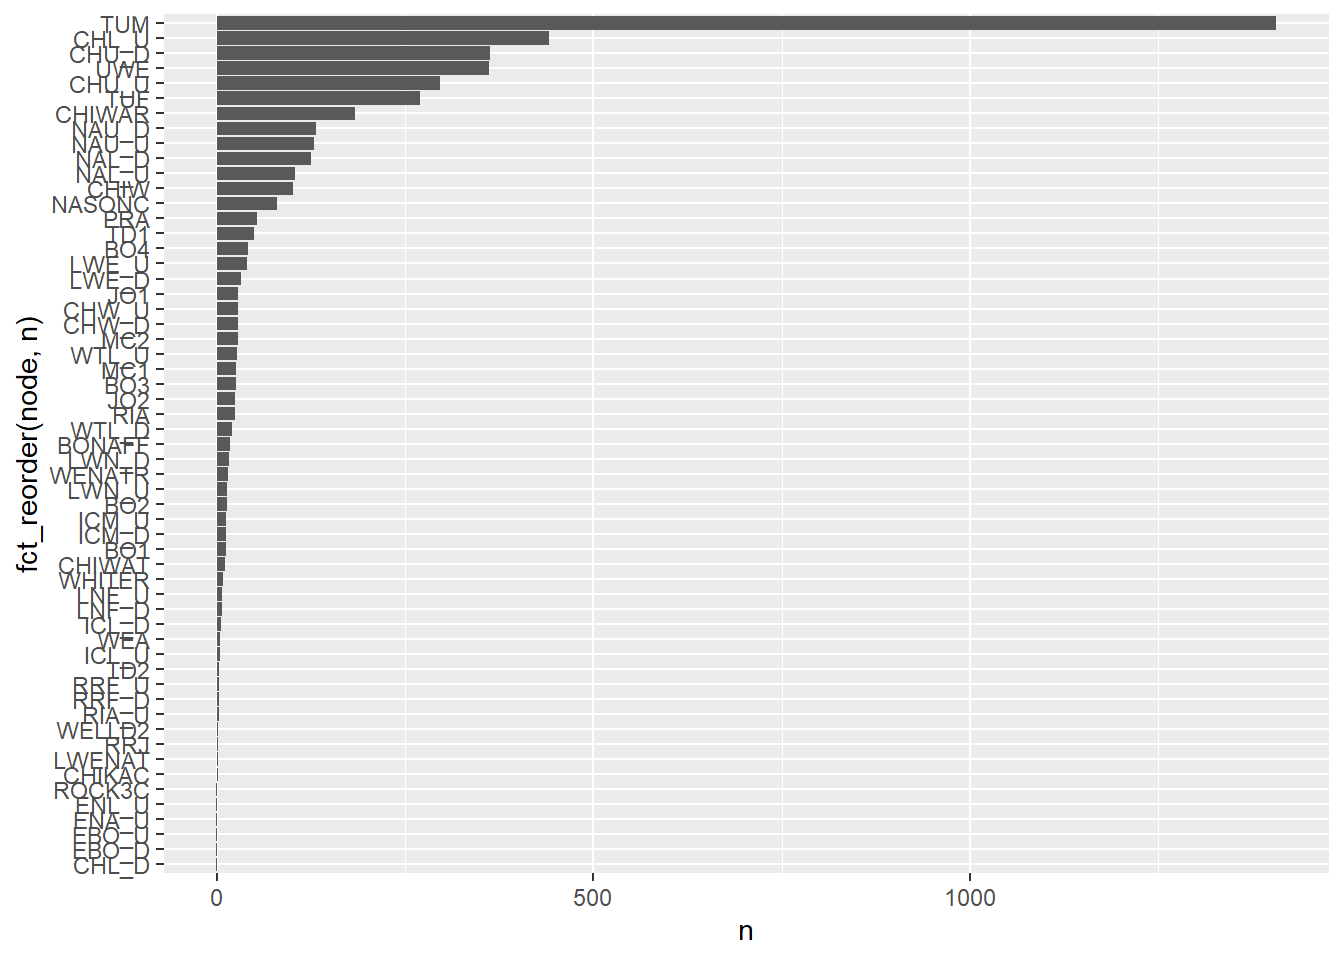 TUM
CHL_U
CHU_D
UWE
CHU_U
TUF
CHIWAR
NAU_D
NAU_U
NAL_D
NAL_U
CHIW
NASONC
PRA
TD1
BO4
LWE_U
LWE_D
JO1
CHW_U
CHW_D
MC2
WTL_U
MC1
BO3
JO2
RIA
WTL_D
BONAFF
LWN_D
WENATR
LWN_U
BO2
ICM_U
ICM_D
BO1
CHIWAT
WHITER
LNF_U
LNF_D
ICL_D
WEA
ICL_U
TD2
RRF_U
RRF_D
RIA_U
WELLD2
RRJ
LWENAT
CHIKAC
ROCK3C
ENL_U
ENA_U
EBO_U
EBO_D
CHL_D
fct_reorder(node, n)
0 500 1000
n